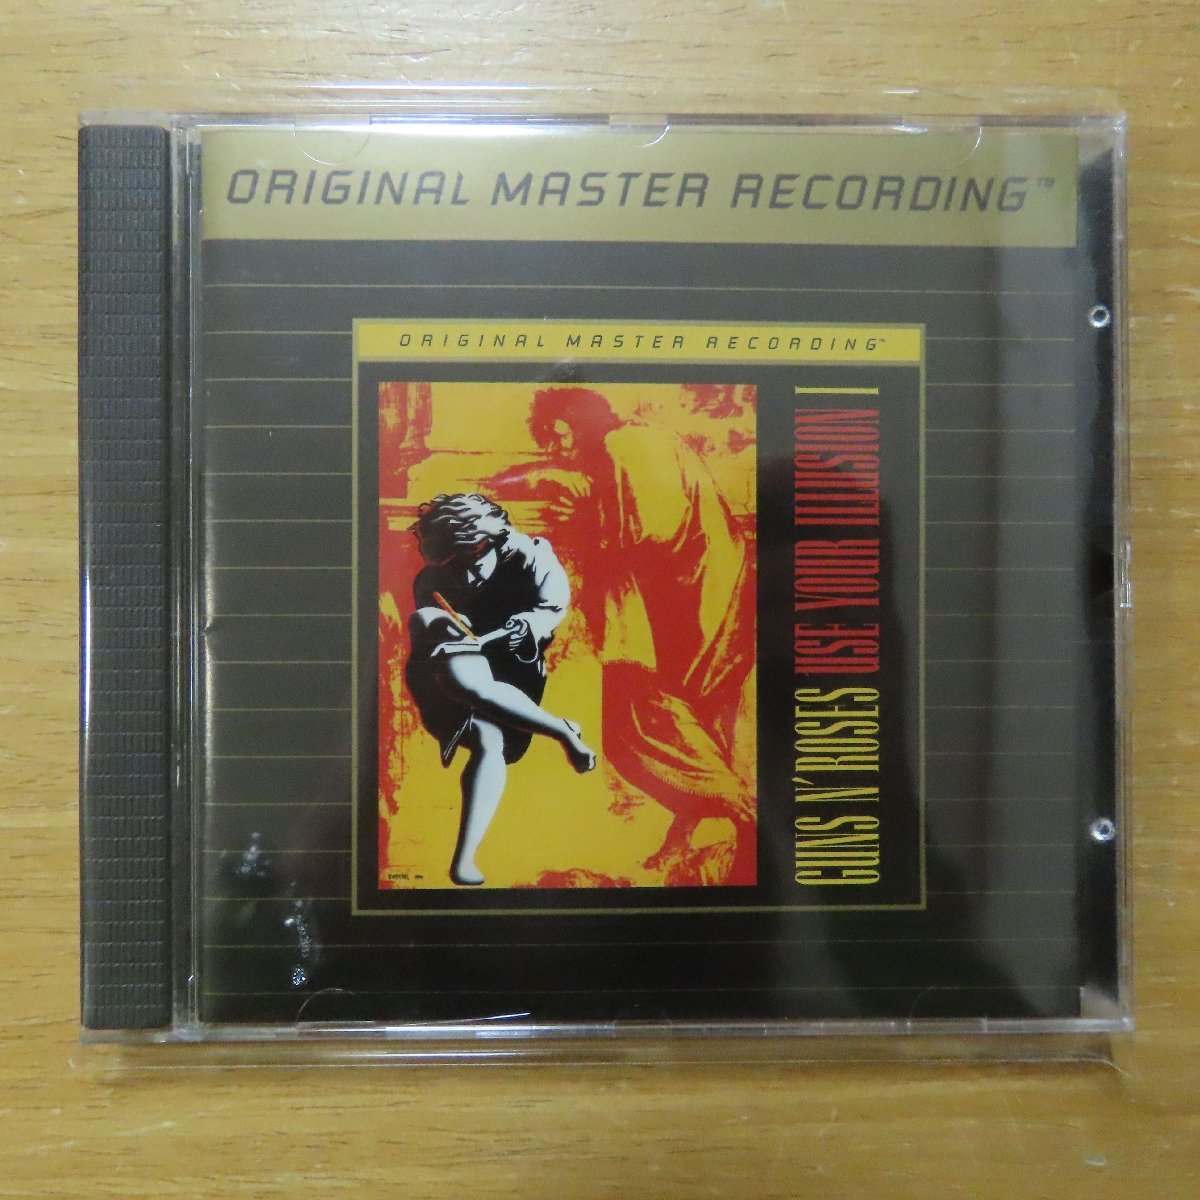 ORIGINAL MASTER RECORDING™
ORIGINAL MASTER RECORDING™
GUNS N' ROSES USE YOUR ILLUSION I